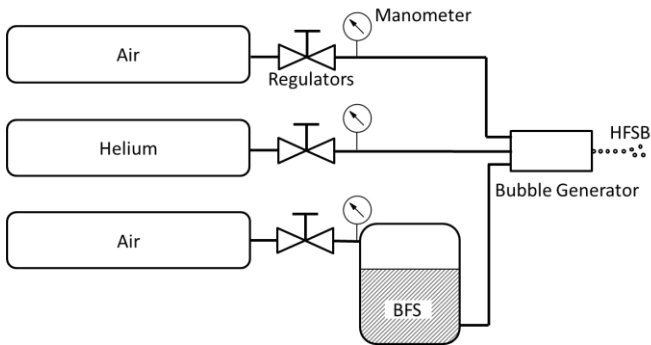 Manometer
Air
Regulators
Helium
HFSB
Bubble Generator
Air
BFS